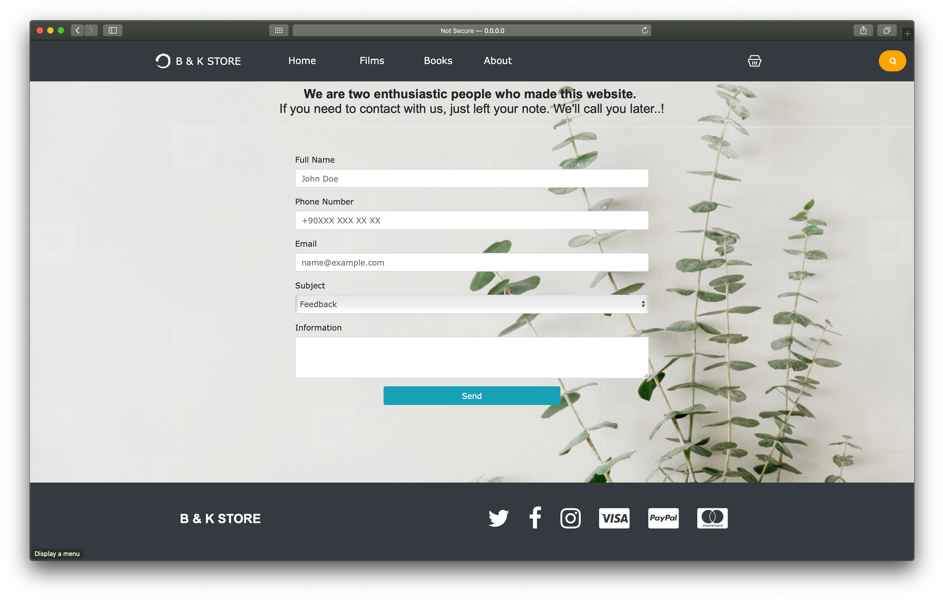 Not Secure — 0.0.0.0
B & K STORE
Home
Films
Books
About
We are two enthusiastic people who made this website.
If you need to contact with us, just left your note. We'll call you later..!
Full Name
John Doe
Phone Number
+90XXX XXX XX XX
Email
name@example.com
Subject
Feedback
Information
Send
B & K STORE
VISA
PayPal
mastercard
Display a menu